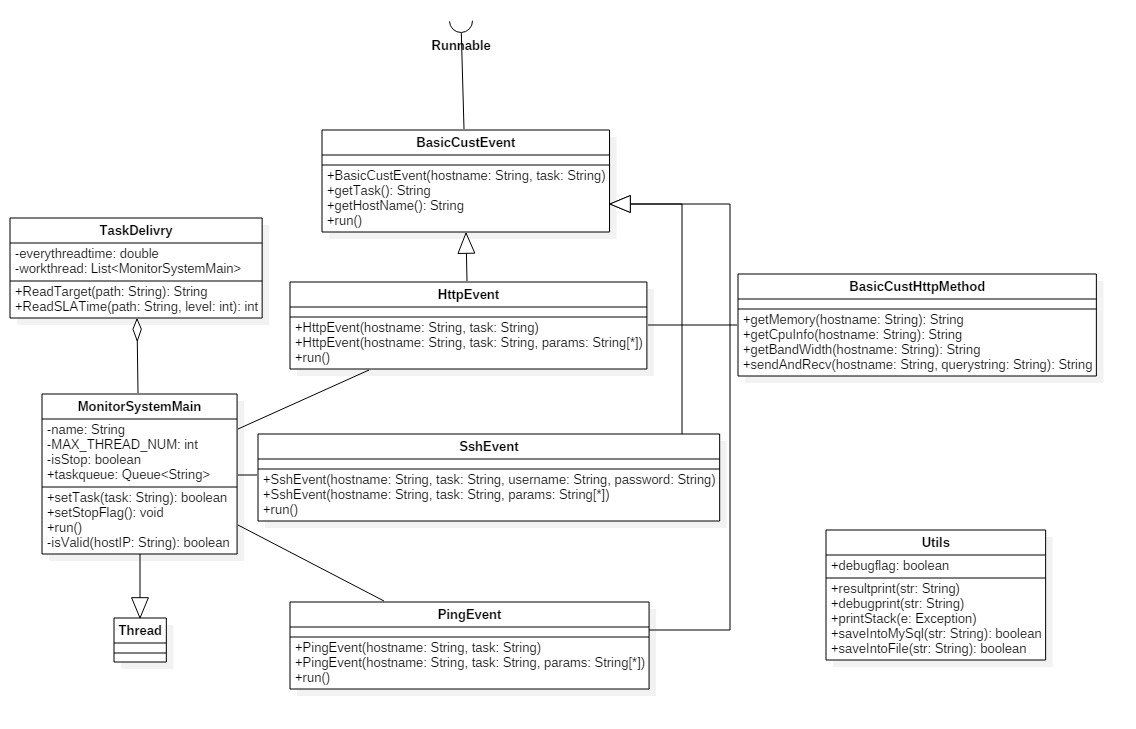 Runnable
BasicCustEvent
+BasicCustEvent(hostname: String, task: String)
+getTask(): String
+getHostName(): String
+run()
TaskDelivry
-everythreadtime: double
-workthread: List<MonitorSystemMain>
+ReadTarget(path: String): String
+ReadSLATime(path: String, level: int): int
HttpEvent
+HttpEvent(hostname: String, task: String)
+HttpEvent(hostname: String, task: String, params: String[*])
+run()
BasicCustHttpMethod
+getMemory(hostname: String): String
+getCpuInfo(hostname: String): String
+getBandWidth(hostname: String): String
+sendAndRecv(hostname: String, querystring: String): String
MonitorSystemMain
-name: String
-MAX_THREAD_NUM: int
-isStop: boolean
+taskqueue: Queue<String>
+setTask(task: String): boolean
+setStopFlag(): void
+run()
-isValid(hostIP: String): boolean
SshEvent
+SshEvent(hostname: String, task: String, username: String, password: String)
+SshEvent(hostname: String, task: String, params: String[*])
+run()
Utils
+debugflag: boolean
+resultprint(str: String)
+debugprint(str: String)
+printStack(e: Exception)
+saveIntoMySql(str: String): boolean
+saveIntoFile(str: String): boolean
Thread
PingEvent
+PingEvent(hostname: String, task: String)
+PingEvent(hostname: String, task: String, params: String[*])
+run()